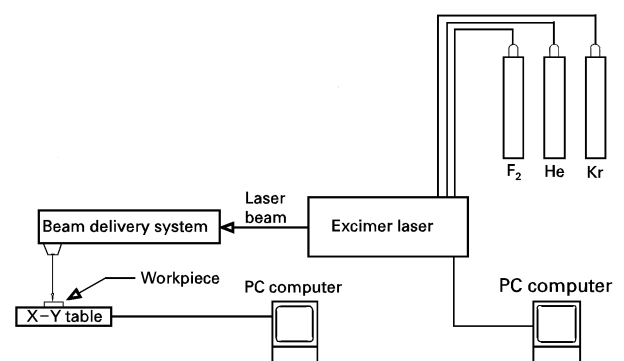 F₂ He Kr
Laser
beam
Beam delivery system
Excimer laser
Workpiece
PC computer
PC computer
X–Y table